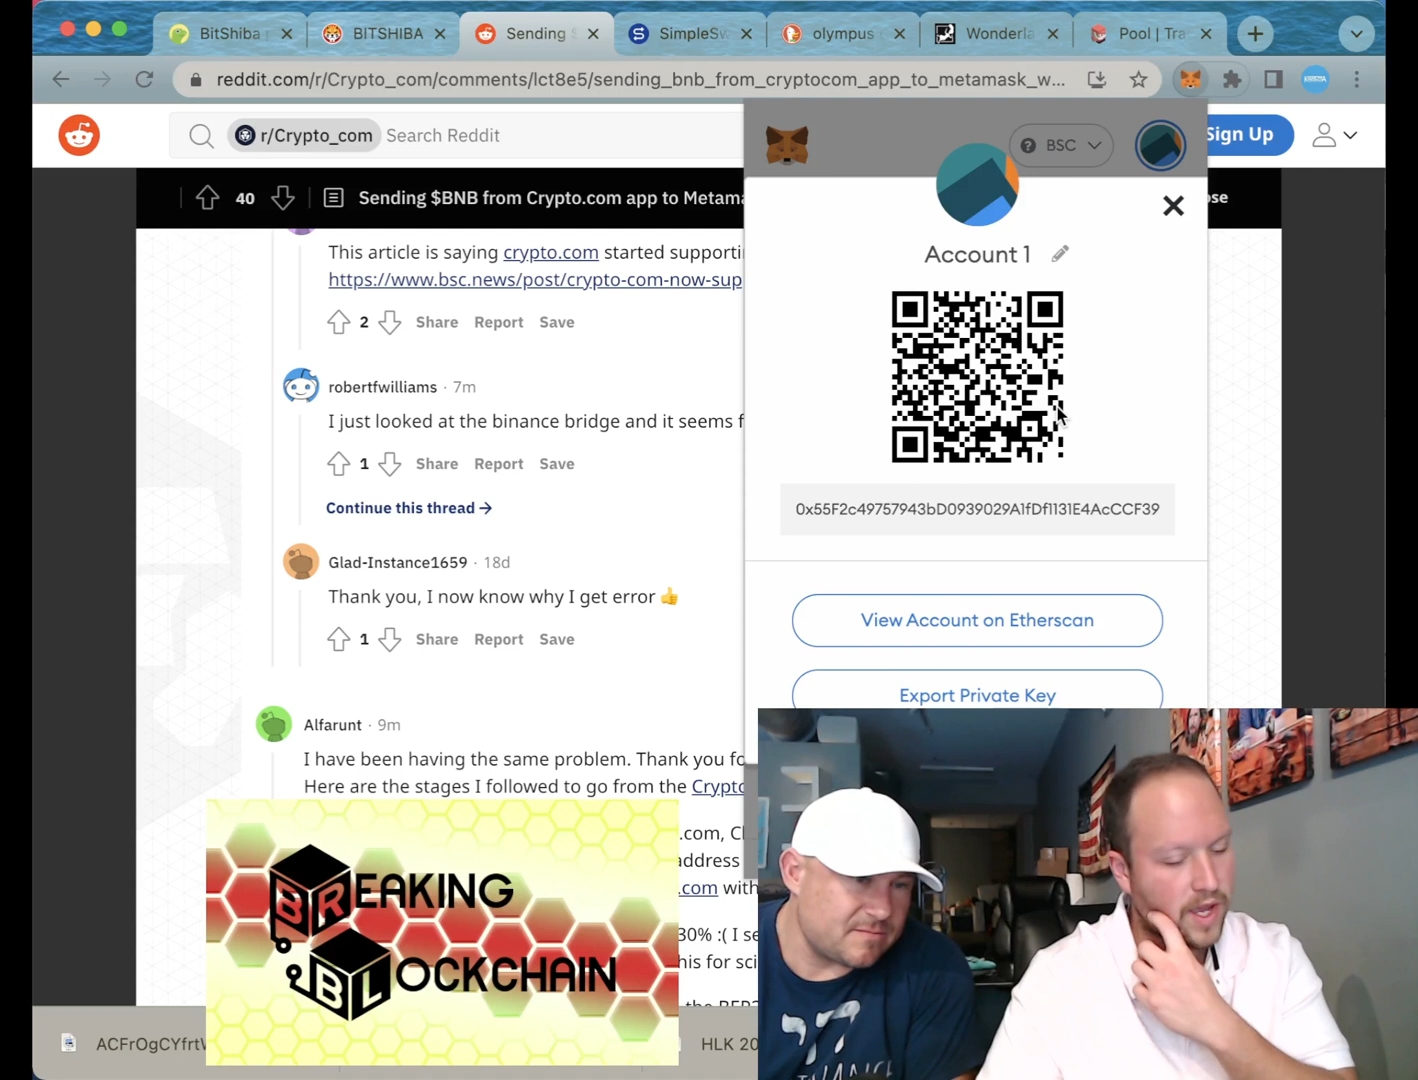 BitShiba
BITSHIBA
Sending
SimpleSw
olympus
Wonderla
Pool | Tra
reddit.com/r/Crypto_com/comments/lct8e5/sending_bnb_from_cryptocom_app_to_metamask_w...
r/Crypto_com
Search Reddit
BSC
Sign Up
40
Sending $BNB from Crypto.com app to Metama
se
This article is saying crypto.com started supporti
https://www.bsc.news/post/crypto-com-now-sup
2 Share Report Save
robertfwilliams · 7m
I just looked at the binance bridge and it seems f
1 Share Report Save
Continue this thread →
Glad-Instance1659 · 18d
Thank you, I now know why I get error 👍
1 Share Report Save
Alfarunt · 9m
I have been having the same problem. Thank you fo
Here are the stages I followed to go from the Crypto
.com, C
address
.com with
30% :( I se
his for sci
Account 1
0x55F2c49757943bD0939029A1fDf1131E4AcCCF39
View Account on Etherscan
Export Private Key
BREAKING
BLOCKCHAIN
ACFrOgCYfrtW
HLK 20